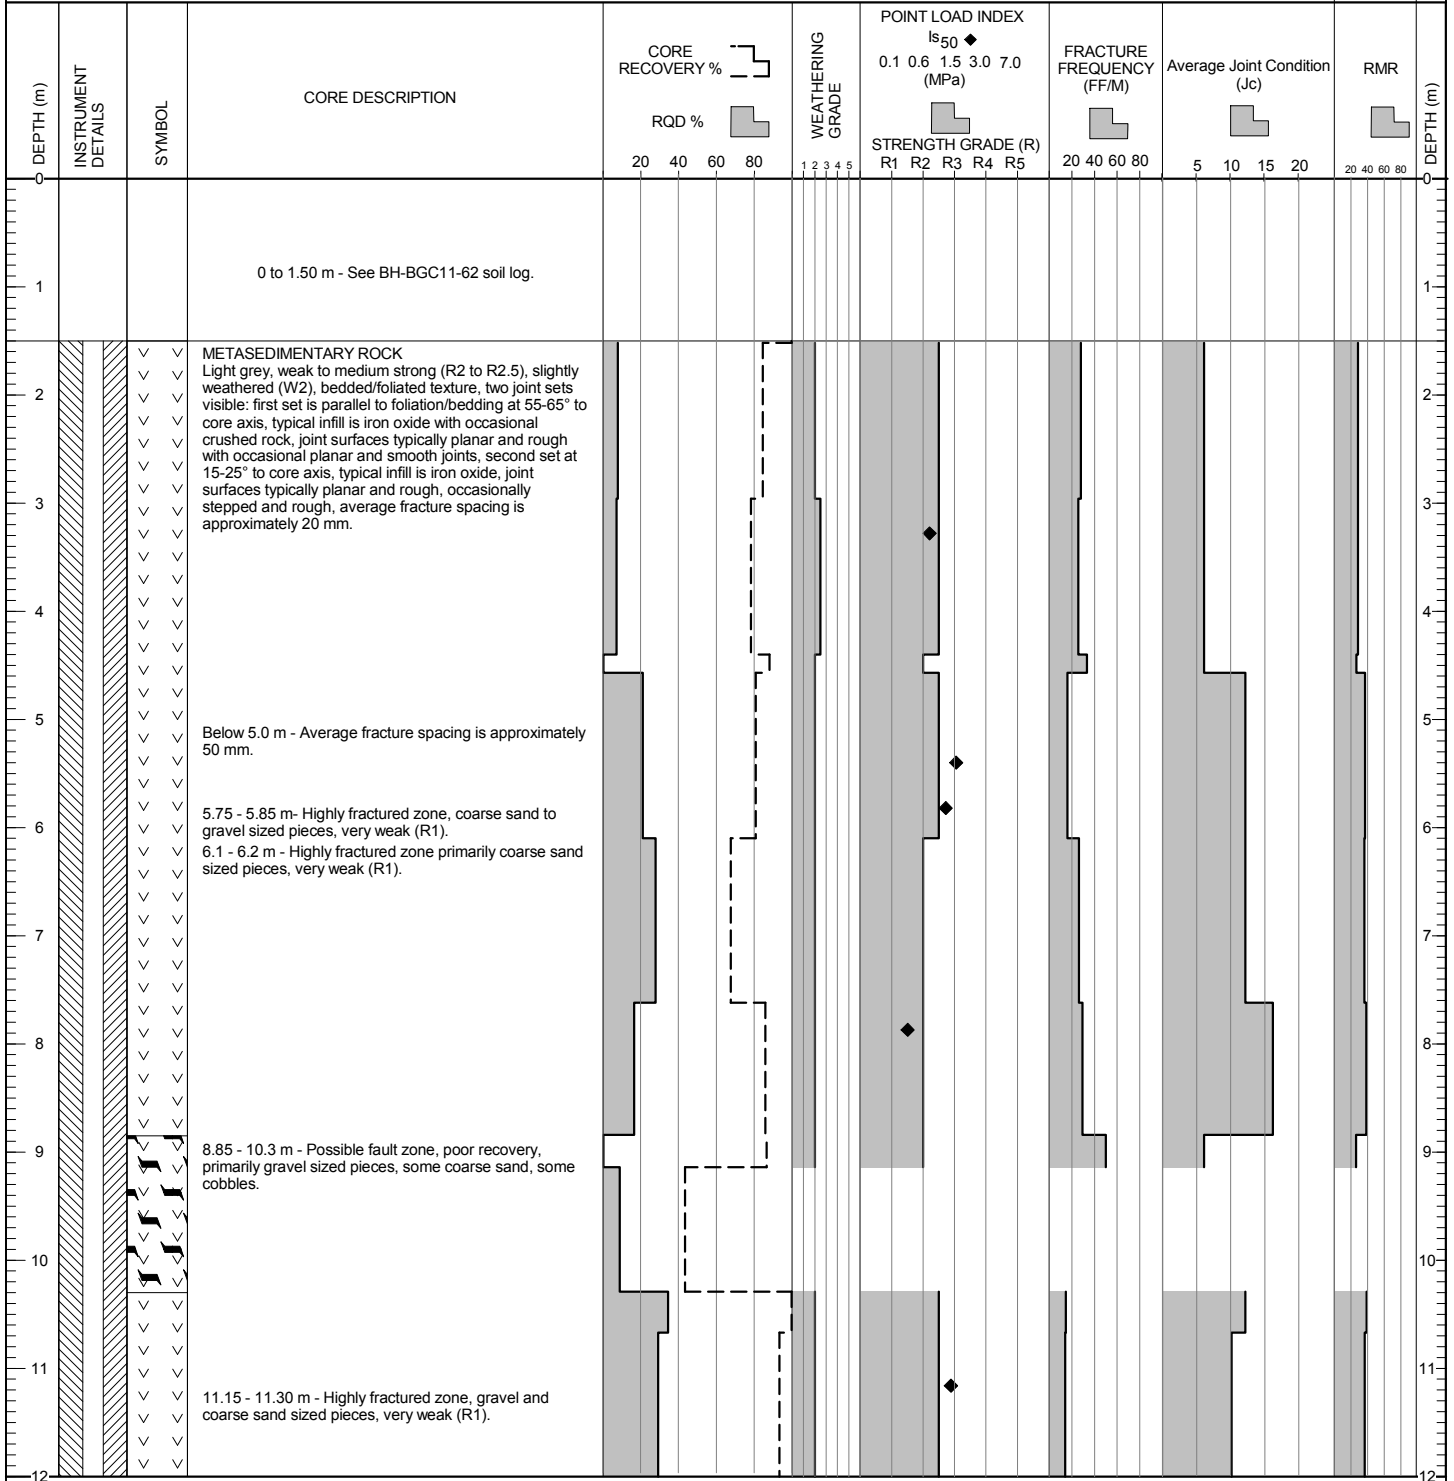 DEPTH (m)
INSTRUMENT
DETAILS
SYMBOL
CORE DESCRIPTION
CORE
RECOVERY %
RQD %
20 40 60 80
WEATHERING
GRADE
1 2 3 4 5
POINT LOAD INDEX
Is50
0.1 0.6 1.5 3.0 7.0
(MPa)
STRENGTH GRADE (R)
R1 R2 R3 R4 R5
FRACTURE
FREQUENCY
(FF/M)
20 40 60 80
Average Joint Condition
(Jc)
5 10 15 20
RMR
20 40 60 80
DEPTH (m)
0 0
0 to 1.50 m - See BH-BGC11-62 soil log.
1 1
METASEDIMENTARY ROCK
Light grey, weak to medium strong (R2 to R2.5), slightly
weathered (W2), bedded/foliated texture, two joint sets
2 2
visible: first set is parallel to foliation/bedding at 55-65° to
core axis, typical infill is iron oxide with occasional
crushed rock, joint surfaces typically planar and rough
with occasional planar and smooth joints, second set at
15-25° to core axis, typical infill is iron oxide, joint
surfaces typically planar and rough, occasionally
3 3
stepped and rough, average fracture spacing is
approximately 20 mm.
4 4
5 5
Below 5.0 m - Average fracture spacing is approximately
50 mm.
5.75 - 5.85 m- Highly fractured zone, coarse sand to
gravel sized pieces, very weak (R1).
6 6
6.1 - 6.2 m - Highly fractured zone primarily coarse sand
sized pieces, very weak (R1).
7 7
8 8
8.85 - 10.3 m - Possible fault zone, poor recovery,
9 9
primarily gravel sized pieces, some coarse sand, some
cobbles.
10 10
11 11
11.15 - 11.30 m - Highly fractured zone, gravel and
coarse sand sized pieces, very weak (R1).
12 12